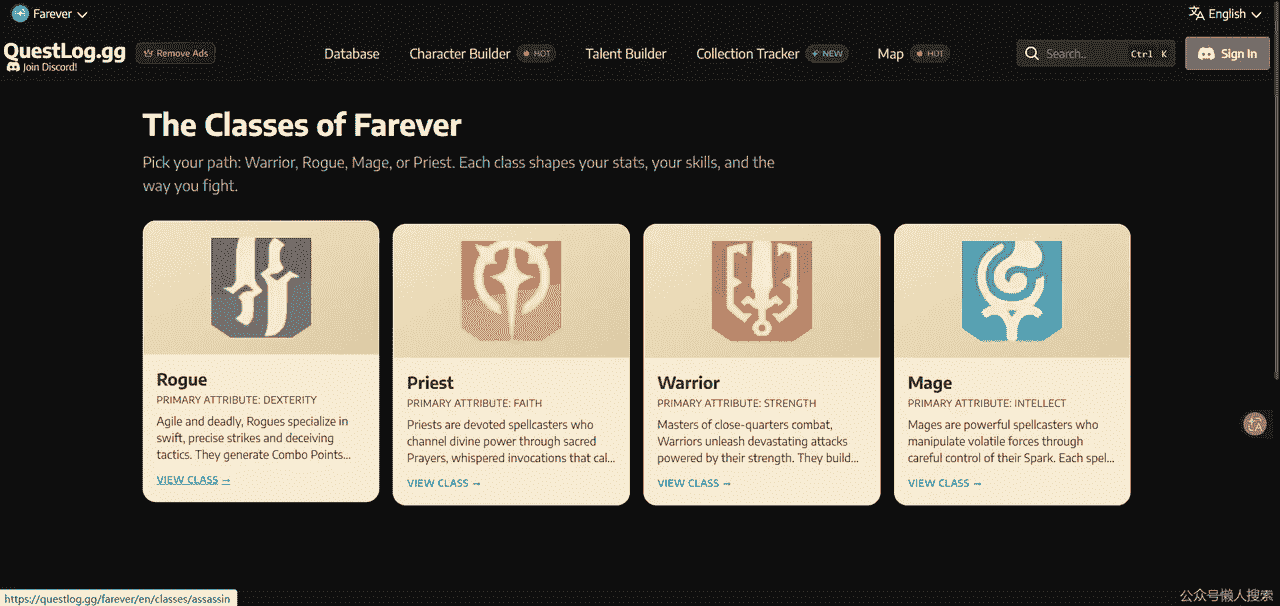 Farever
English
QuestLog.gg
Join Discord!
Remove Ads
Database
Character Builder
HOT
Talent Builder
Collection Tracker
NEW
Map
HOT
Search...
Ctrl K
Sign In
The Classes of Farever
Pick your path: Warrior, Rogue, Mage, or Priest. Each class shapes your stats, your skills, and the
way you fight.
Rogue
PRIMARY ATTRIBUTE: DEXTERITY
Agile and deadly, Rogues specialize in
swift, precise strikes and deceiving
tactics. They generate Combo Points...
VIEW CLASS →
Priest
PRIMARY ATTRIBUTE: FAITH
Priests are devoted spellcasters who
channel divine power through sacred
Prayers, whispered invocations that cal...
VIEW CLASS →
Warrior
PRIMARY ATTRIBUTE: STRENGTH
Masters of close-quarters combat,
Warriors unleash devastating attacks
powered by their strength. They build...
VIEW CLASS →
Mage
PRIMARY ATTRIBUTE: INTELLECT
Mages are powerful spellcasters who
manipulate volatile forces through
careful control of their Spark. Each spel...
VIEW CLASS →
https://questlog.gg/farever/en/classes/assassin
公众号懒人搜索